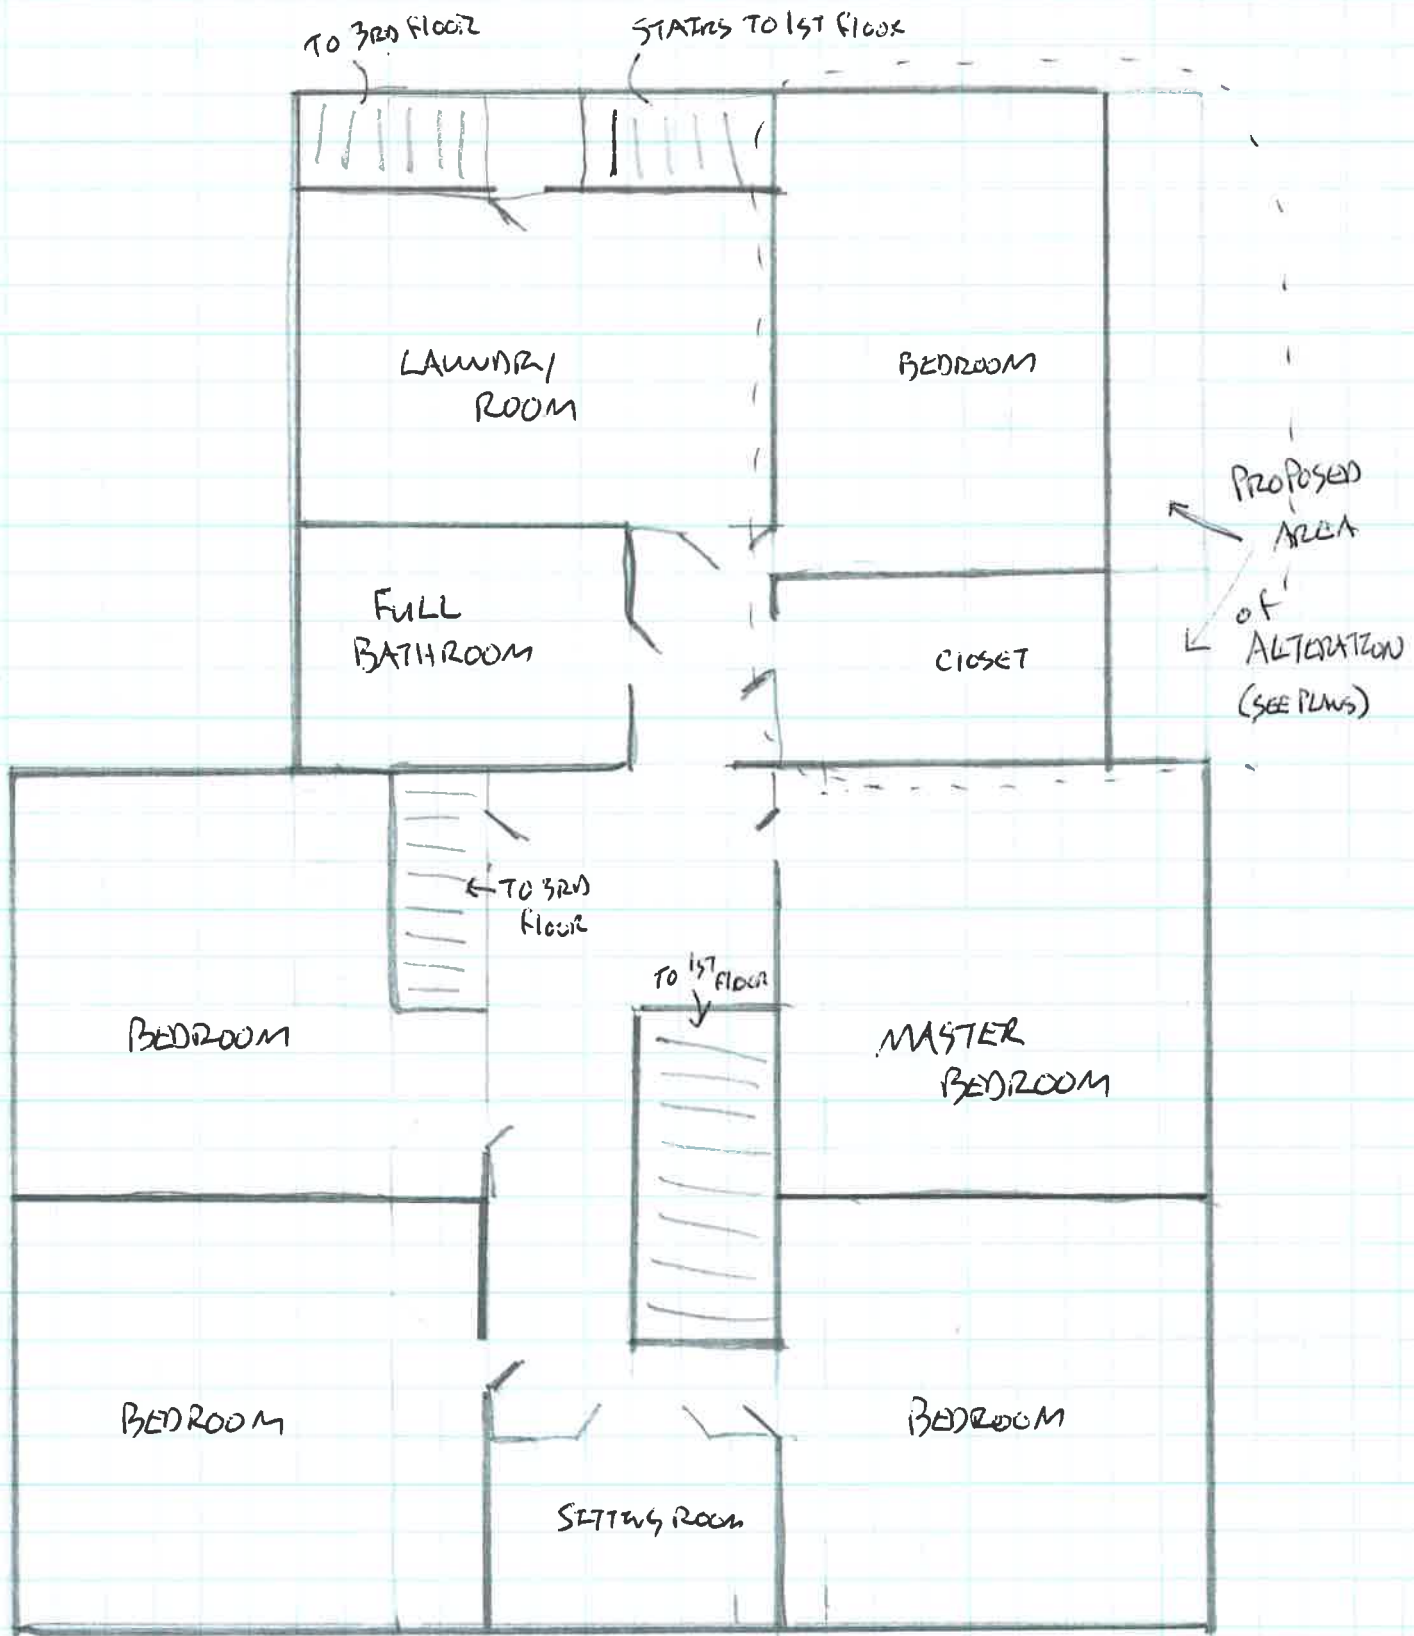 TO 3RD FLOOR
STAIRS TO 1ST FLOOR
LAUNDRY
ROOM
BEDROOM
PROPOSED
AREA
OF
ALTERATION
(SEE PLANS)
FULL
BATHROOM
CLOSET
TO 3RD
FLOOR
TO 1ST FLOOR
BEDROOM
MASTER
BEDROOM
BEDROOM
BEDROOM
SITTING ROOM